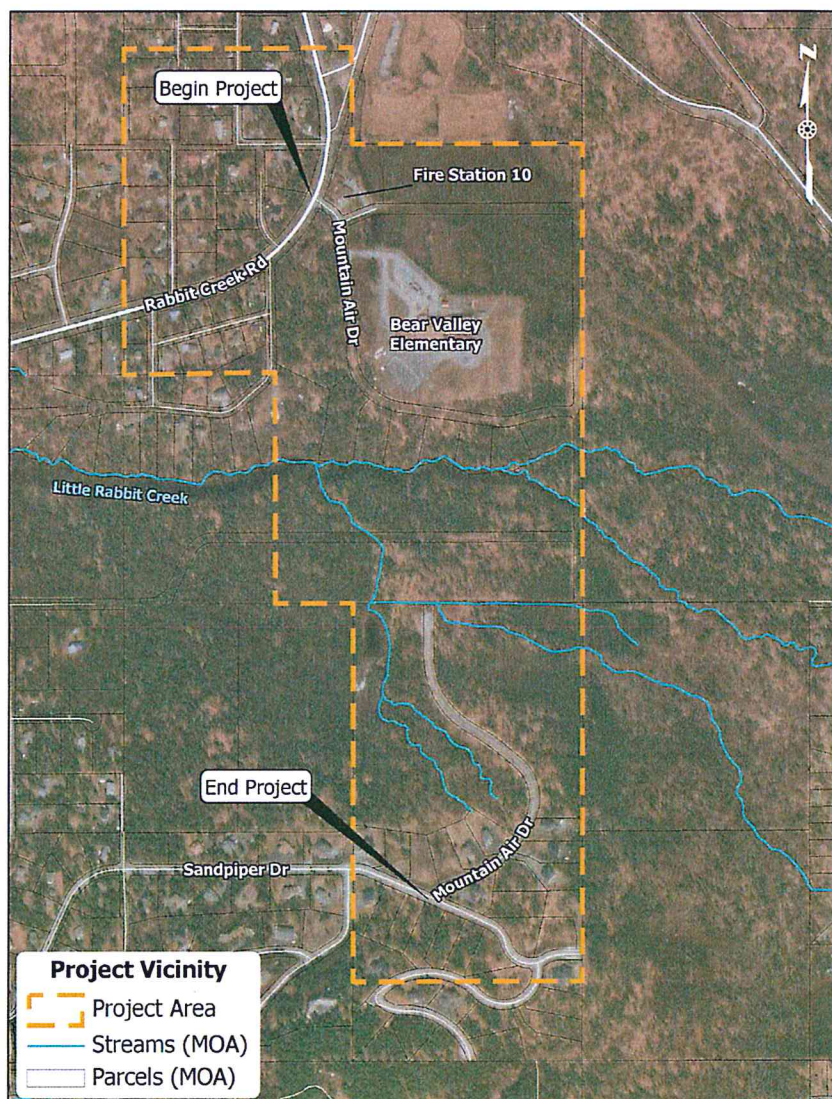 Begin Project
N
Fire Station 10
Mountain Air Dr
Rabbit Creek Rd
Bear Valley
Elementary
Little Rabbit Creek
End Project
Mountain Air Dr
Sandpiper Dr
Project Vicinity
Project Area
Streams (MOA)
Parcels (MOA)